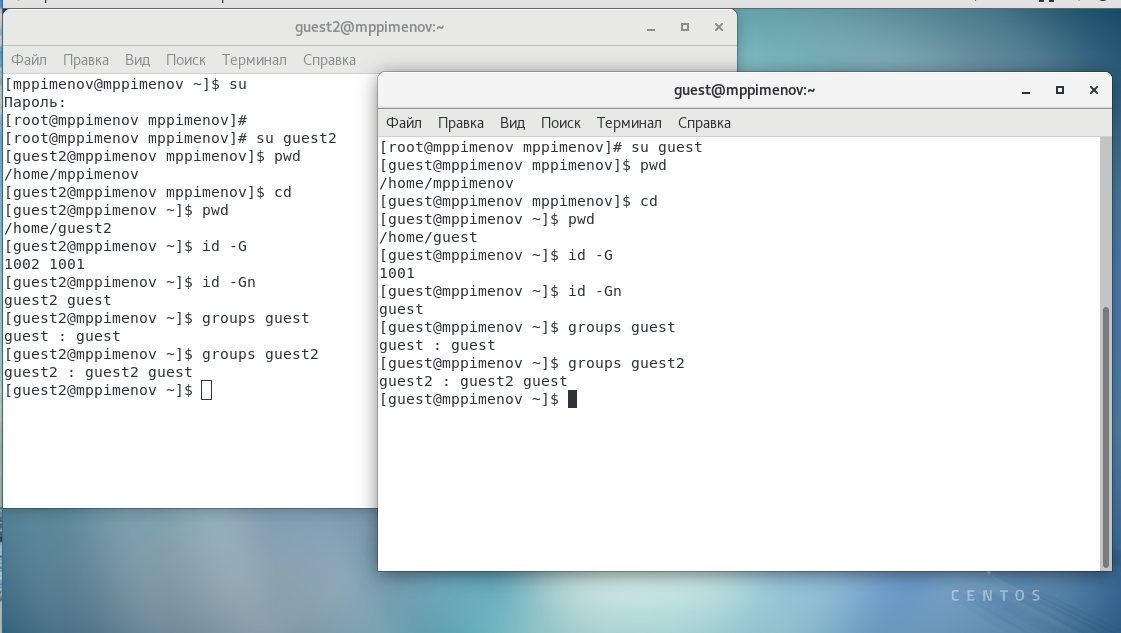 guest2@mppimenov:~
Файл Правка Вид Поиск Терминал Справка
[mppimenov@mppimenov ~]$ su
Пароль:
[root@mppimenov mppimenov]#
[root@mppimenov mppimenov]# su guest2
[guest2@mppimenov mppimenov]$ pwd
/home/mppimenov
[guest2@mppimenov mppimenov]$ cd
[guest2@mppimenov ~]$ pwd
/home/guest2
[guest2@mppimenov ~]$ id -G
1002 1001
[guest2@mppimenov ~]$ id -Gn
guest2 guest
[guest2@mppimenov ~]$ groups guest
guest : guest
[guest2@mppimenov ~]$ groups guest2
guest2 : guest2 guest
[guest2@mppimenov ~]$
guest@mppimenov:~
Файл Правка Вид Поиск Терминал Справка
[root@mppimenov mppimenov]# su guest
[guest@mppimenov mppimenov]$ pwd
/home/mppimenov
[guest@mppimenov mppimenov]$ cd
[guest@mppimenov ~]$ pwd
/home/guest
[guest@mppimenov ~]$ id -G
1001
[guest@mppimenov ~]$ id -Gn
guest
[guest@mppimenov ~]$ groups guest
guest : guest
[guest@mppimenov ~]$ groups guest2
guest2 : guest2 guest
[guest@mppimenov ~]$
CENTOS